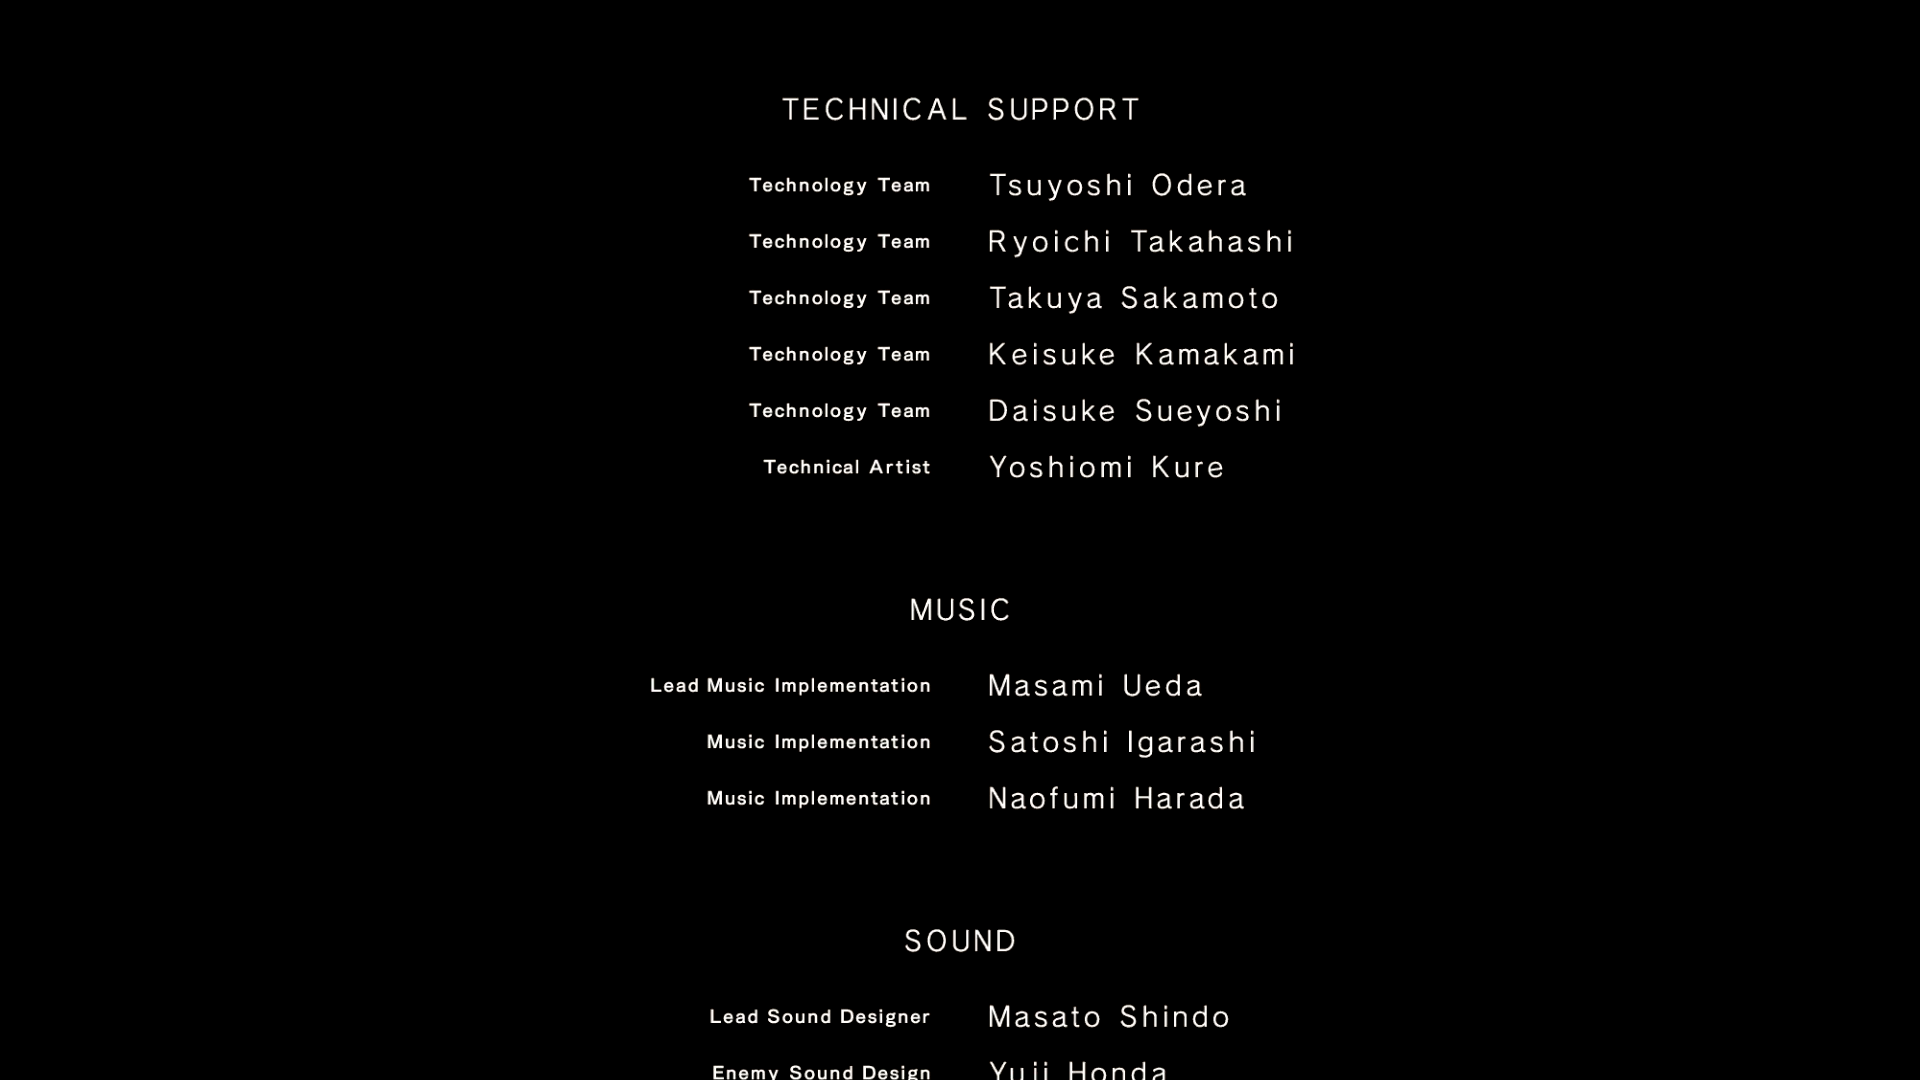 TECHNICAL SUPPORT
Technology Team Tsuyoshi Odera
Technology Team Ryoichi Takahashi
Technology Team Takuya Sakamoto
Technology Team Keisuke Kamakami
Technology Team Daisuke Sueyoshi
Technical Artist Yoshiomi Kure
MUSIC
Lead Music Implementation Masami Ueda
Music Implementation Satoshi Igarashi
Music Implementation Naofumi Harada
SOUND
Lead Sound Designer Masato Shindo
Enemy Sound Design Yuji Honda